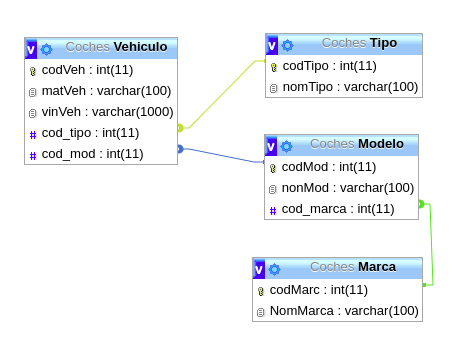 Coches Vehiculo
codVeh : int(11)
matVeh : varchar(100)
vinVeh : varchar(1000)
cod_tipo : int(11)
cod_mod : int(11)
Coches Tipo
codTipo : int(11)
nomTipo : varchar(100)
Coches Modelo
codMod : int(11)
nonMod : varchar(100)
cod_marca : int(11)
Coches Marca
codMarc : int(11)
NomMarca : varchar(100)